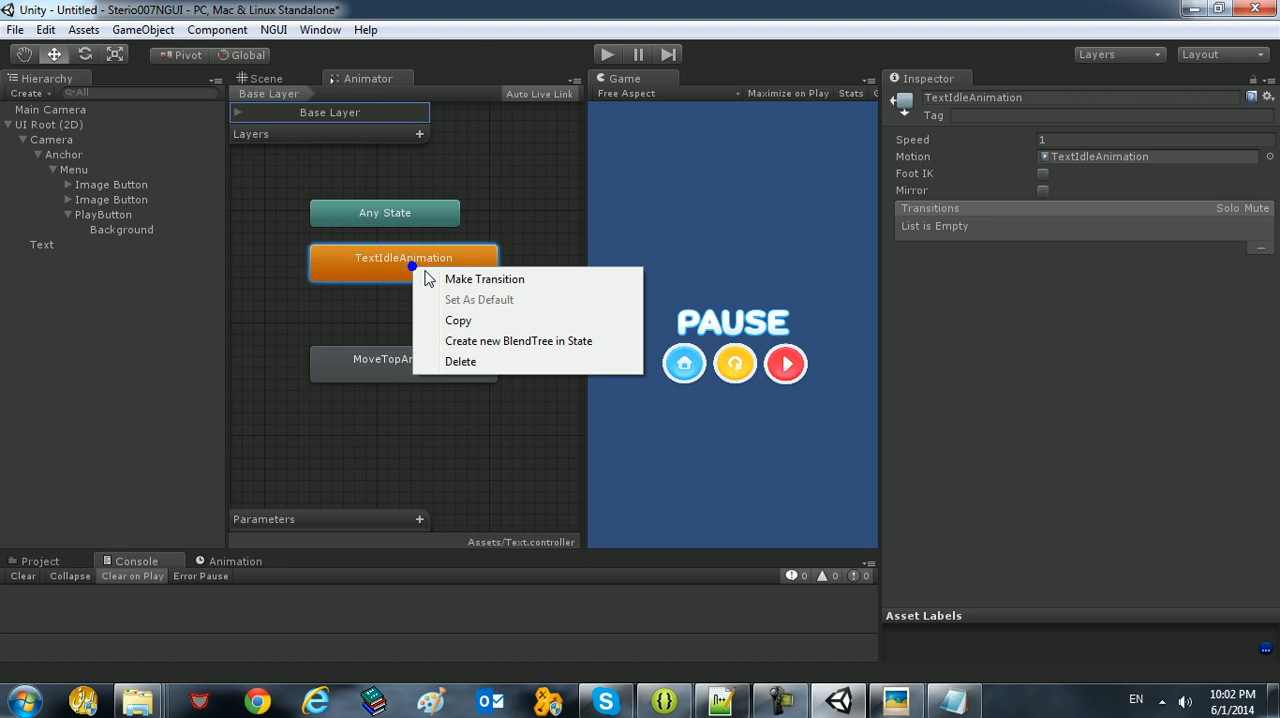 Unity - Untitled - Sterio007NGUI - PC, Mac & Linux Standalone*
File Edit Assets GameObject Component NGUI Window Help
Pivot Global Layers Layout
Hierarchy
Create All
Main Camera
UI Root (2D)
Camera
Anchor
Menu
Image Button
Image Button
PlayButton
Background
Text
Scene Animator
Base Layer Auto Live Link
Base Layer
Layers
Any State
TextIdleAnimation
Make Transition
Set As Default
Copy
Create new BlendTree in State
Delete
MoveTopAn
Parameters
Assets/Text.controller
Game
Free Aspect Maximize on Play Stats G
PAUSE
Inspector
TextIdleAnimation
Tag
Speed 1
Motion TextIdleAnimation
Foot IK
Mirror
Transitions Solo Mute
List is Empty
Asset Labels
Project Console Animation
Clear Collapse Clear on Play Error Pause 0 0 0
EN 10:02 PM
6/1/2014